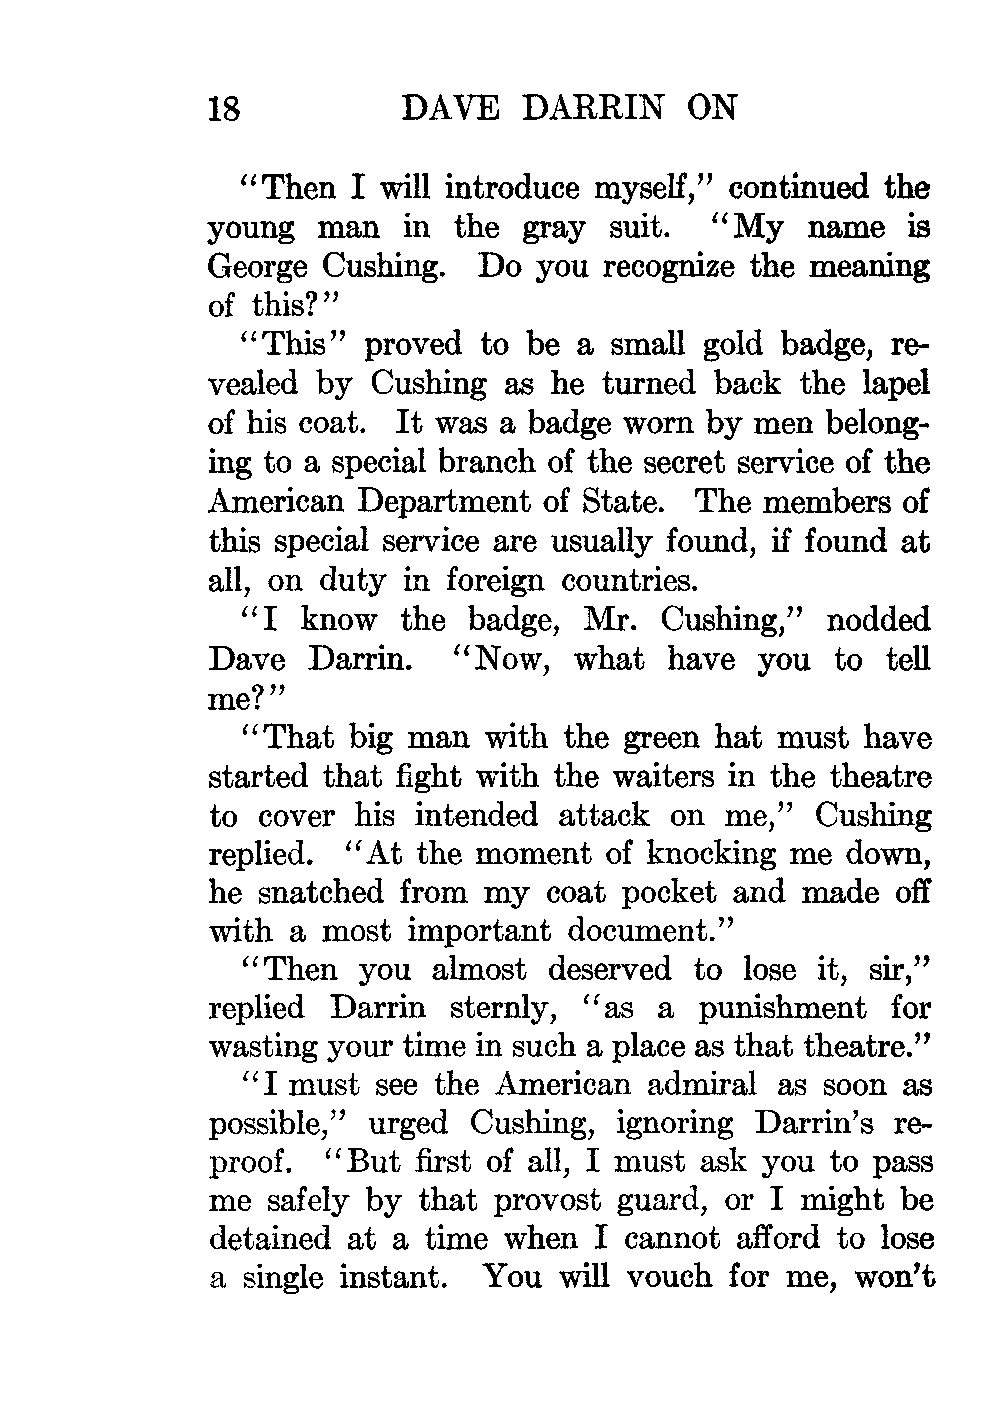 18 DAVE DARRIN ON
“Then I will introduce myself,” continued the
young man in the gray suit. “My name is
George Cushing. Do you recognize the meaning
of this?”
“This” proved to be a small gold badge, re-
vealed by Cushing as he turned back the lapel
of his coat. It was a badge worn by men belong-
ing to a special branch of the secret service of the
American Department of State. The members of
this special service are usually found, if found at
all, on duty in foreign countries.
“I know the badge, Mr. Cushing,” nodded
Dave Darrin. “Now, what have you to tell
me?”
“That big man with the green hat must have
started that fight with the waiters in the theatre
to cover his intended attack on me,” Cushing
replied. “At the moment of knocking me down,
he snatched from my coat pocket and made off
with a most important document.”
“Then you almost deserved to lose it, sir,”
replied Darrin sternly, “as a punishment for
wasting your time in such a place as that theatre.”
“I must see the American admiral as soon as
possible,” urged Cushing, ignoring Darrin’s re-
proof. “But first of all, I must ask you to pass
me safely by that provost guard, or I might be
detained at a time when I cannot afford to lose
a single instant. You will vouch for me, won’t